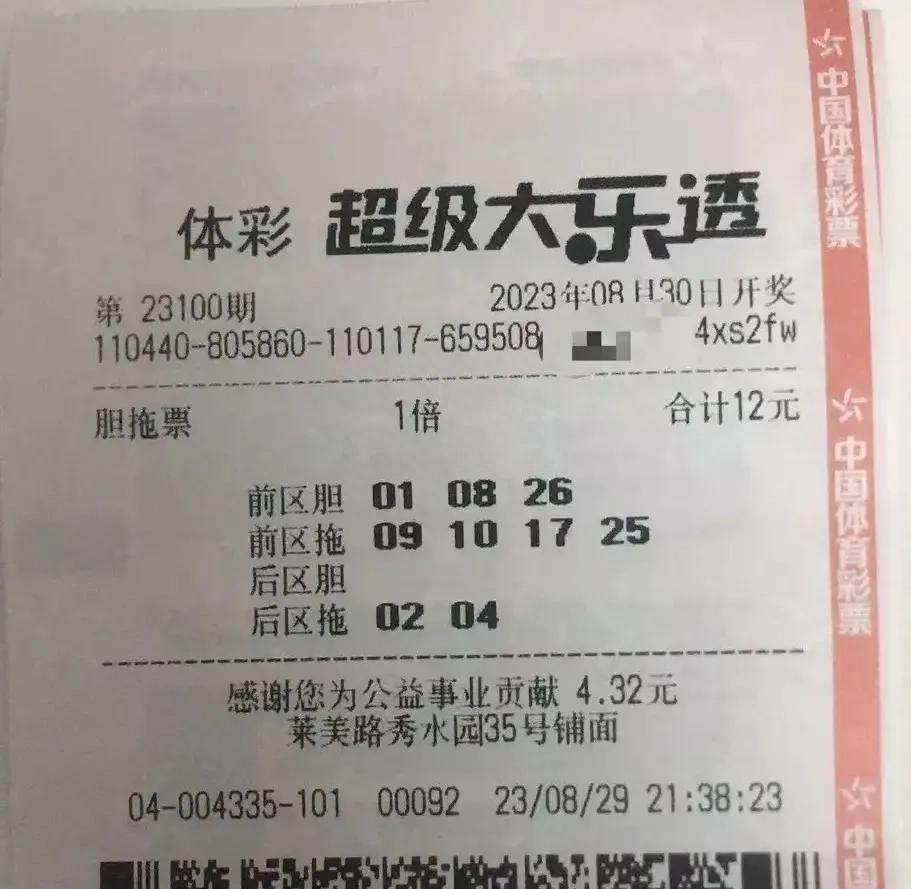 体彩 超级大乐透
第 23100期 2023年08月30日开奖
110440-805860-110117-659508 4xs2fw
胆拖票 1倍 合计12元
前区胆 01 08 26
前区拖 09 10 17 25
后区胆
后区拖 02 04
感谢您为公益事业贡献 4.32元
莱美路秀水园35号铺面
04-004335-101 00092 23/08/29 21:38:23
中国体育彩票
中国体育彩票
中国